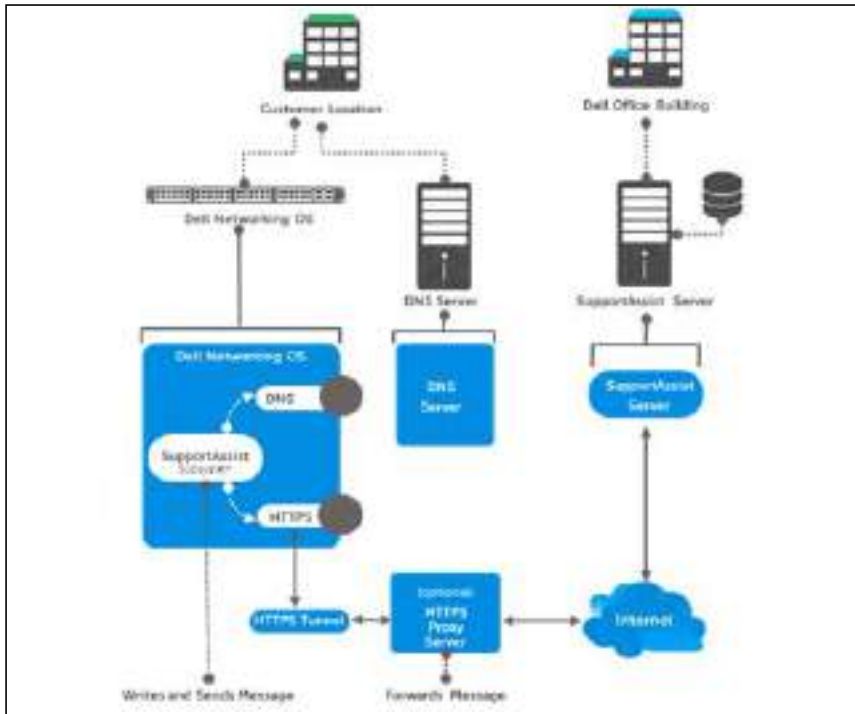 Customer Location
Dell Office Building
Dell Networking OS
DNS Server
SupportAssist Server
Dell Networking OS
DNS
SupportAssist
HTTPS
DNS
Server
SupportAssist
Server
HTTPS Tunnel
(optional)
HTTPS
Proxy
Server
Internet
Writes and Sends Message
Forwards Message